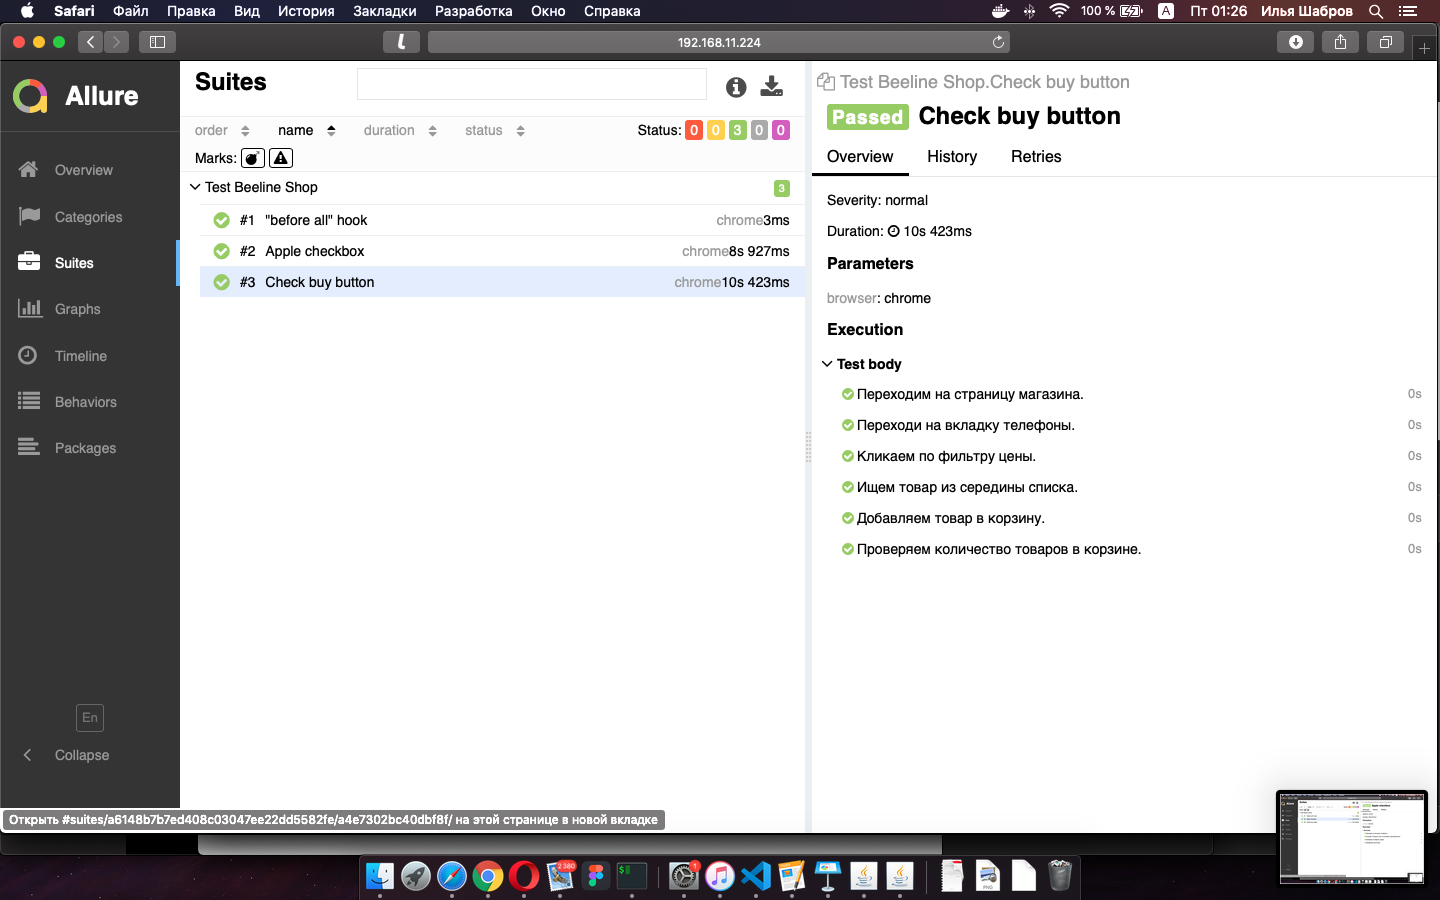 Safari Файл Правка Вид История Закладки Разработка Окно Справка 100 % A Пт 01:26 Илья Шабров
192.168.11.224
Allure
Overview
Categories
Suites
Graphs
Timeline
Behaviors
Packages
En
Collapse
Suites
order name duration status Status: 0 0 3 0 0
Marks:
Test Beeline Shop 3
#1 "before all" hook chrome3ms
#2 Apple checkbox chrome8s 927ms
#3 Check buy button chrome10s 423ms
Test Beeline Shop.Check buy button
Passed Check buy button
Overview History Retries
Severity: normal
Duration: 10s 423ms
Parameters
browser: chrome
Execution
Test body
Переходим на страницу магазина. 0s
Переходи на вкладку телефоны. 0s
Кликаем по фильтру цены. 0s
Ищем товар из середины списка. 0s
Добавляем товар в корзину. 0s
Проверяем количество товаров в корзине. 0s
Открыть #suites/a6148b7b7ed408c03047ee22dd5582fe/a4e7302bc40dbf8f/ на этой странице в новой вкладке